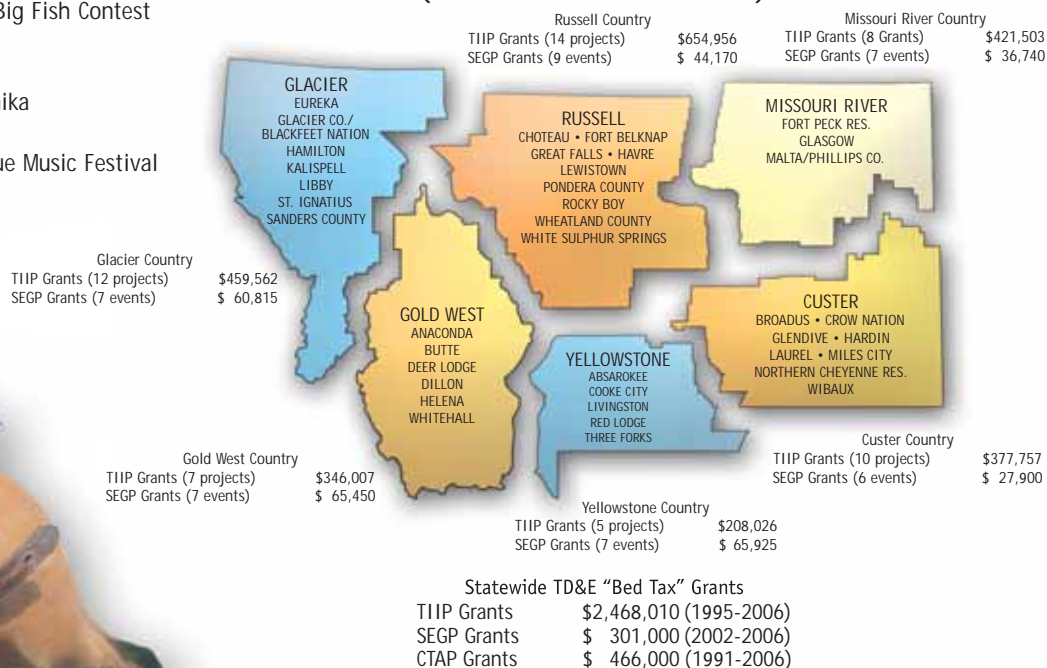 Big Fish Contest
Russell Country
TIIP Grants (14 projects) $654,956
SEGP Grants (9 events) $ 44,170
Missouri River Country
TIIP Grants (8 Grants) $421,503
SEGP Grants (7 events) $ 36,740
GLACIER
EUREKA
GLACIER CO./
BLACKFEET NATION
HAMILTON
KALISPELL
LIBBY
ST. IGNATIUS
SANDERS COUNTY
RUSSELL
CHOTEAU • FORT BELKNAP
GREAT FALLS • HAVRE
LEWISTOWN
PONDERA COUNTY
ROCKY BOY
WHEATLAND COUNTY
WHITE SULPHUR SPRINGS
MISSOURI RIVER
FORT PECK RES.
GLASGOW
MALTA/PHILLIPS CO.
Music Festival
Glacier Country
TIIP Grants (12 projects) $459,562
SEGP Grants (7 events) $ 60,815
GOLD WEST
ANACONDA
BUTTE
DEER LODGE
DILLON
HELENA
WHITEHALL
YELLOWSTONE
ABSAROKEE
COOKE CITY
LIVINGSTON
RED LODGE
THREE FORKS
CUSTER
BROADUS • CROW NATION
GLENDIVE • HARDIN
LAUREL • MILES CITY
NORTHERN CHEYENNE RES.
WIBAUX
Gold West Country
TIIP Grants (7 projects) $346,007
SEGP Grants (7 events) $ 65,450
Custer Country
TIIP Grants (10 projects) $377,757
SEGP Grants (6 events) $ 27,900
Yellowstone Country
TIIP Grants (5 projects) $208,026
SEGP Grants (7 events) $ 65,925
Statewide TD&E “Bed Tax” Grants
TIIP Grants $2,468,010 (1995-2006)
SEGP Grants $ 301,000 (2002-2006)
CTAP Grants $ 466,000 (1991-2006)